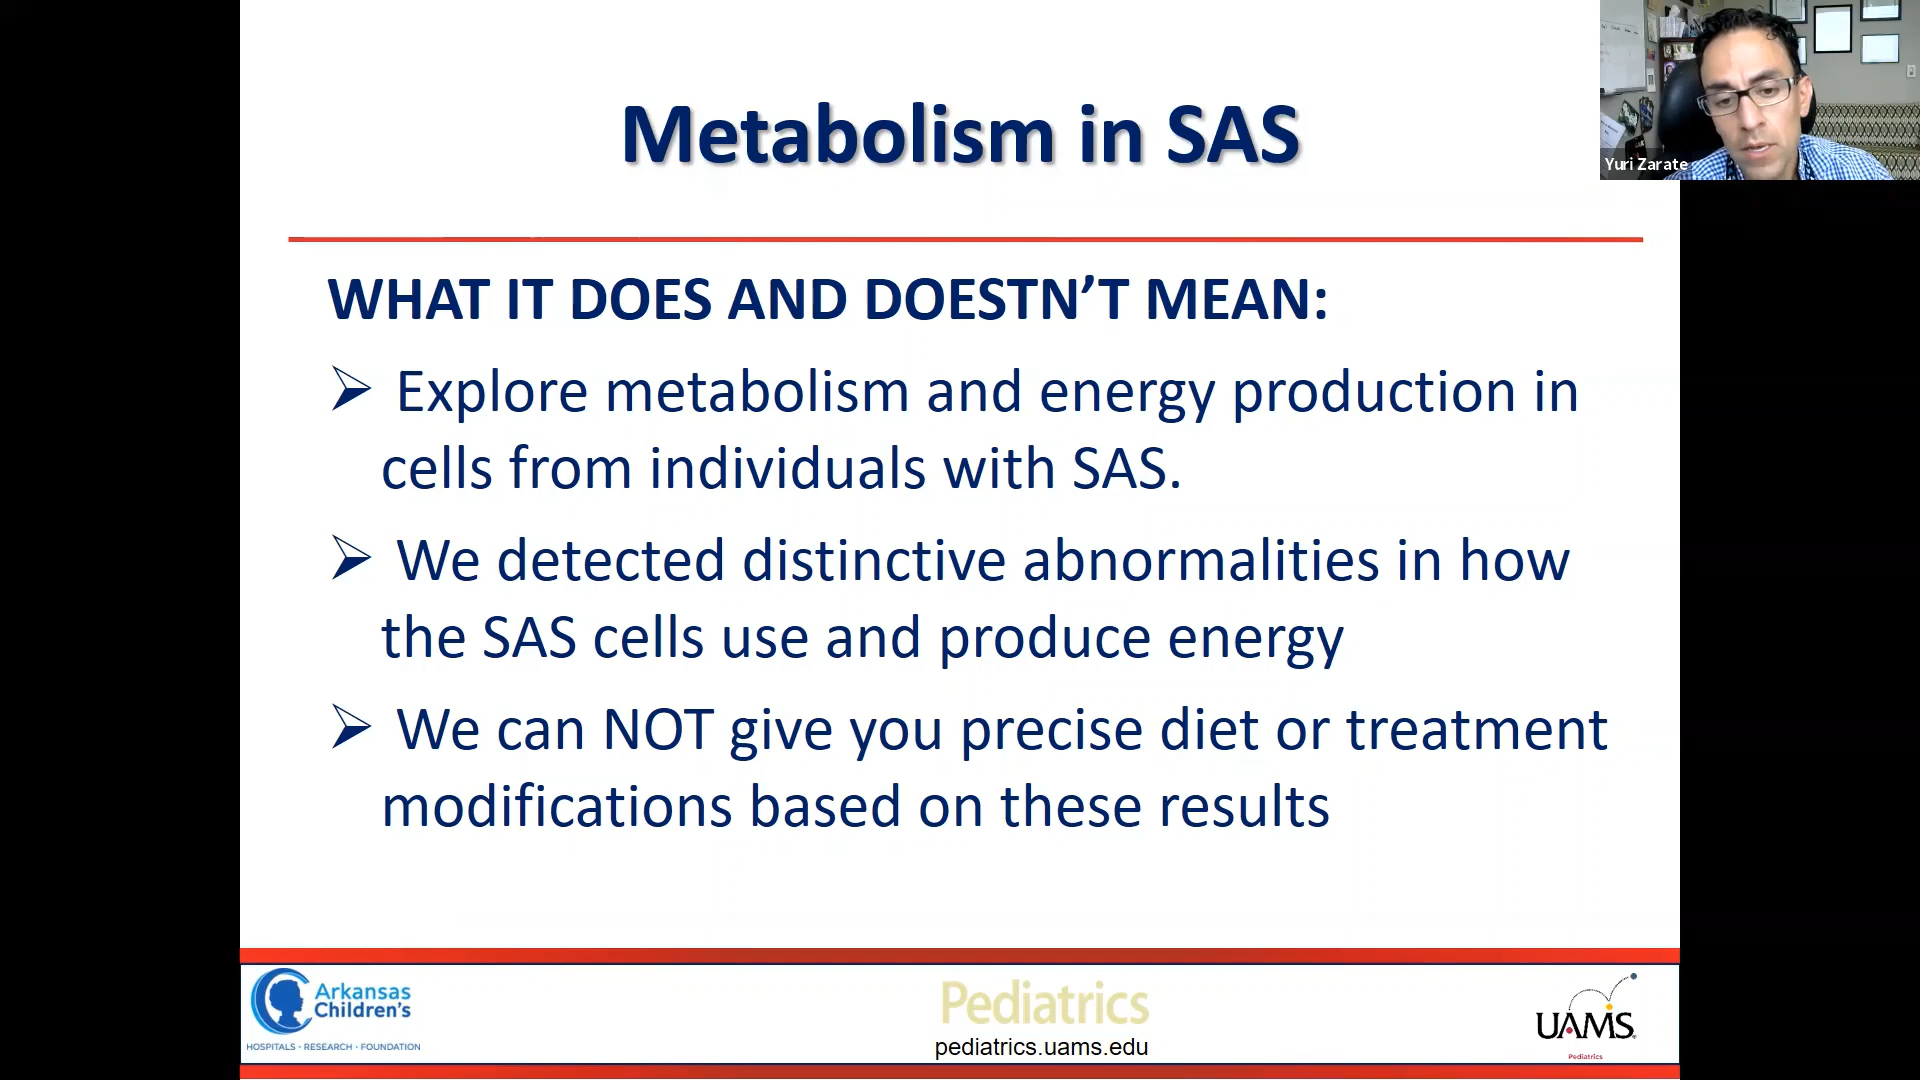 Metabolism in SAS
Yuri Zarate
WHAT IT DOES AND DOESTN’T MEAN:
Explore metabolism and energy production in
cells from individuals with SAS.
We detected distinctive abnormalities in how
the SAS cells use and produce energy
We can NOT give you precise diet or treatment
modifications based on these results
Arkansas
Children's
HOSPITALS • RESEARCH • FOUNDATION
Pediatrics
pediatrics.uams.edu
UAMS
Pediatrics